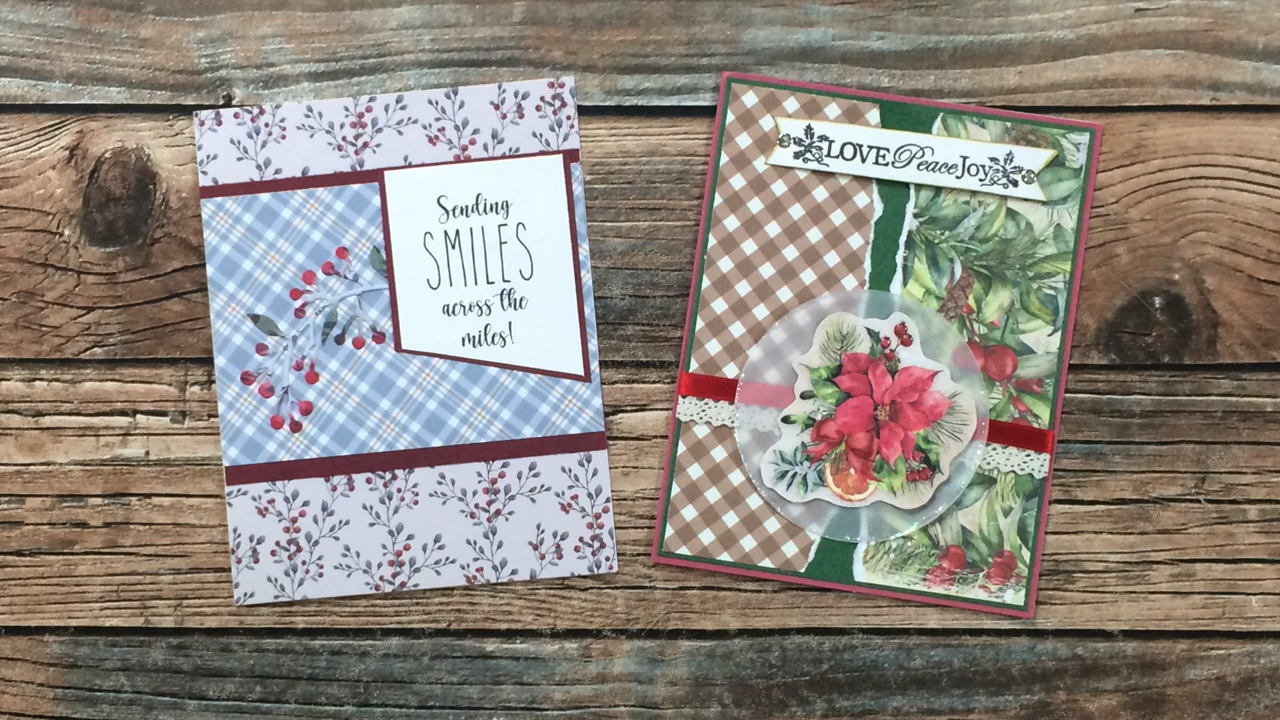 Sending
SMILES
across the
miles!
LOVE Peace Joy